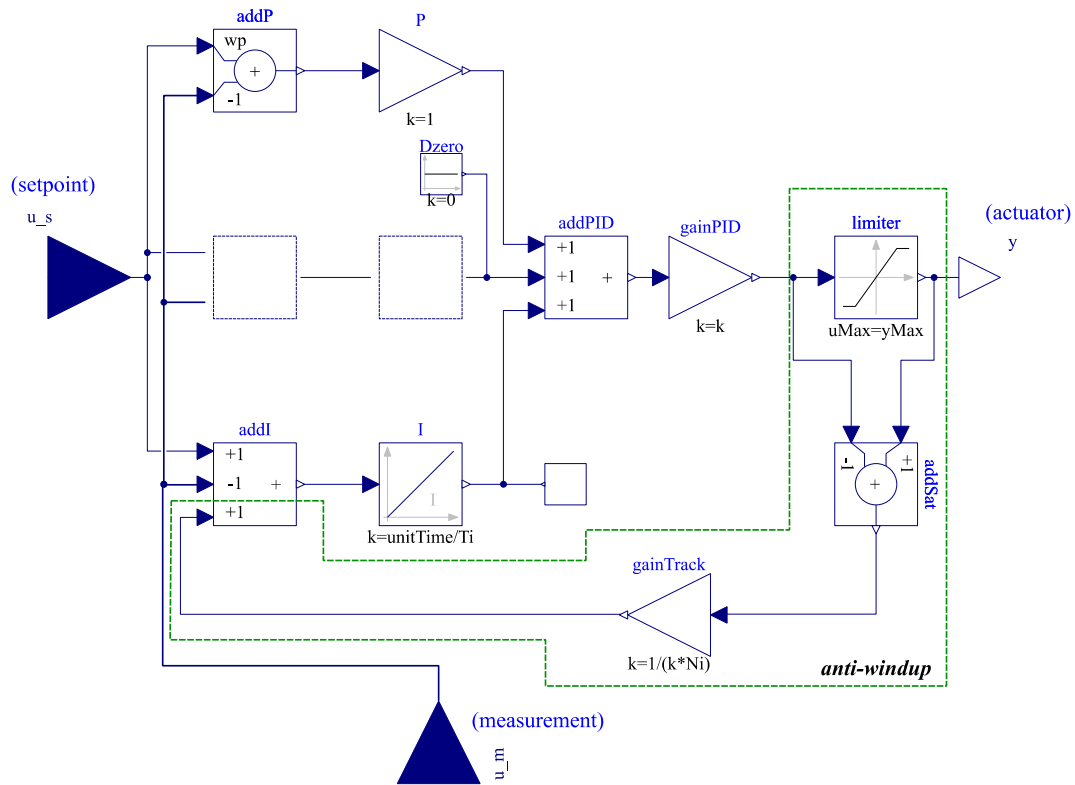 addP
P
wp
+
-1
k=1
Dzero
k=0
(setpoint)
u_s
addPID
+1
+1
+
+1
gainPID
k=k
limiter
uMax=yMax
(actuator)
y
addI
+1
-1
+
+1
I
I
k=unitTime/Ti
-1
+1
+
addSat
gainTrack
k=1/(k*Ni)
anti-windup
(measurement)
u_m